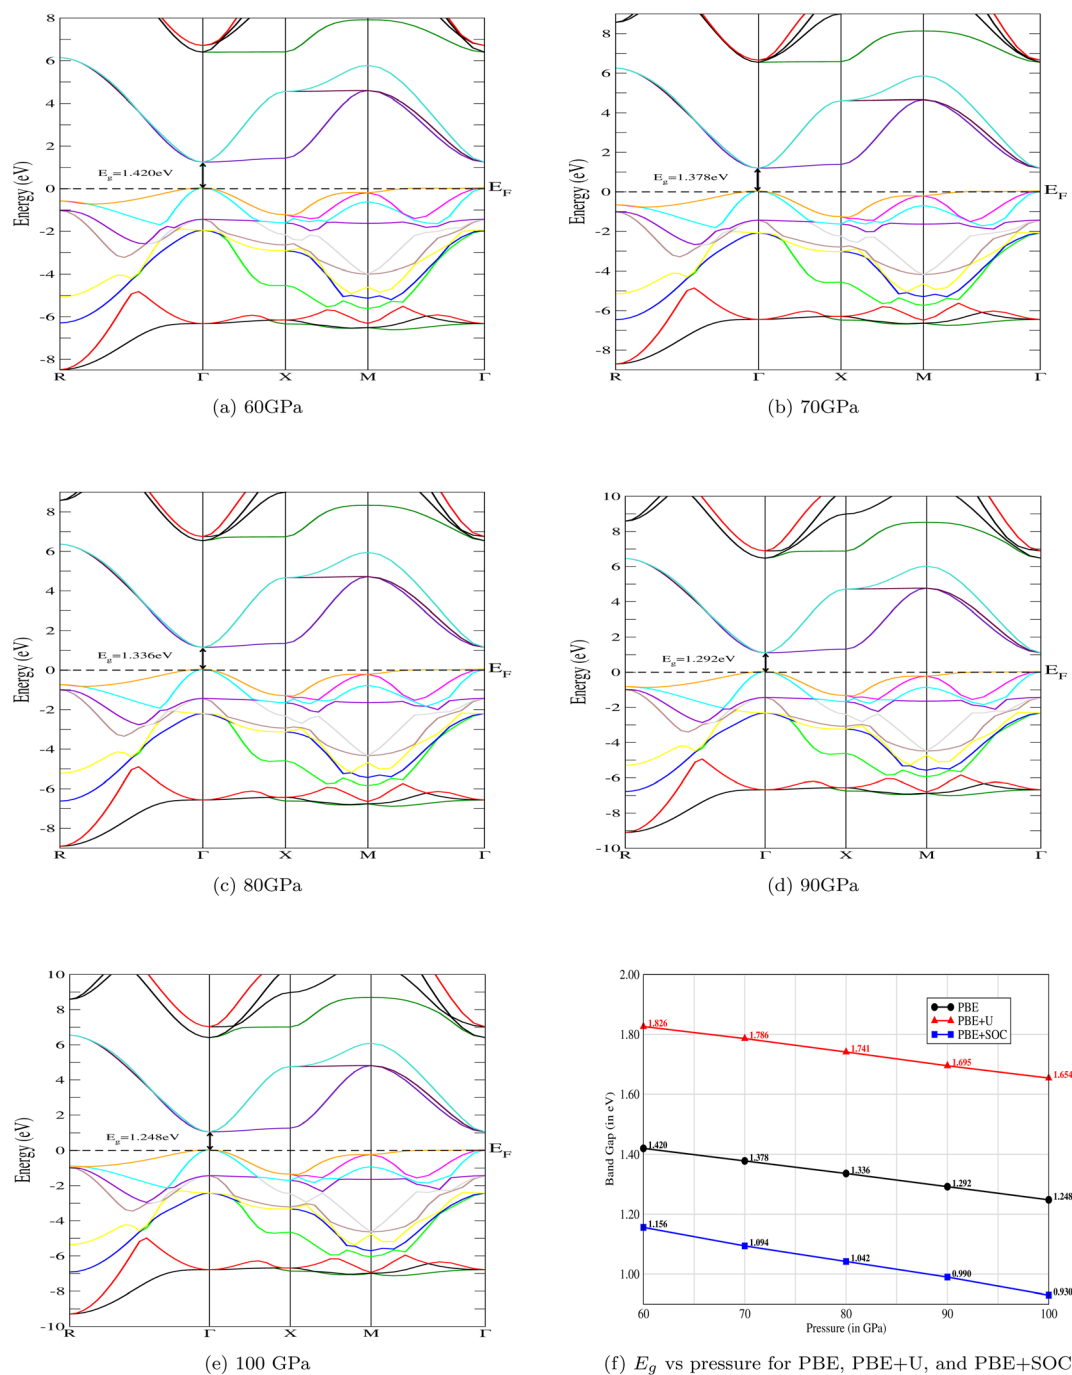 8
6
4
2
0
-2
-4
-6
-8
Energy (eV)
E_g=1.420eV
E_F
R Γ X M Γ
(a) 60GPa
8
6
4
2
0
-2
-4
-6
-8
Energy (eV)
E_g=1.378eV
E_F
R Γ X M Γ
(b) 70GPa
8
6
4
2
0
-2
-4
-6
-8
Energy (eV)
E_g=1.336eV
E_F
R Γ X M Γ
(c) 80GPa
10
8
6
4
2
0
-2
-4
-6
-8
-10
Energy (eV)
E_g=1.292eV
E_F
R Γ X M Γ
(d) 90GPa
10
8
6
4
2
0
-2
-4
-6
-8
-10
Energy (eV)
E_g=1.248eV
E_F
R Γ X M Γ
(e) 100 GPa
2.00
1.80
1.60
1.40
1.20
1.00
Band Gap (in eV)
PBE
PBE+U
PBE+SOC
1.826
1.786
1.741
1.695
1.654
1.420
1.378
1.336
1.292
1.248
1.156
1.094
1.042
0.990
0.930
60 70 80 90 100
Pressure (in GPa)
(f) E_g vs pressure for PBE, PBE+U, and PBE+SOC